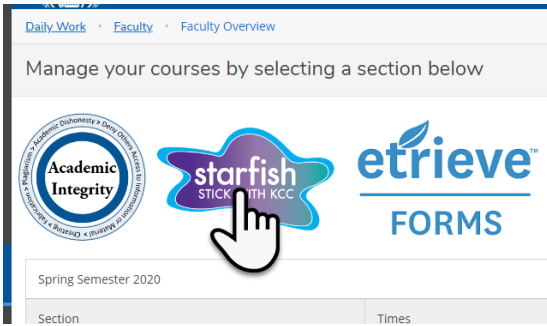 Daily Work · Faculty · Faculty Overview
Manage your courses by selecting a section below
Plagiarism > Academic Dishonesty > Deny Others Access to Information or Material > Cheating > Fabrication >
Academic
Integrity
starfish
STICK WITH KCC
etrieve™
FORMS
Spring Semester 2020
Section Times